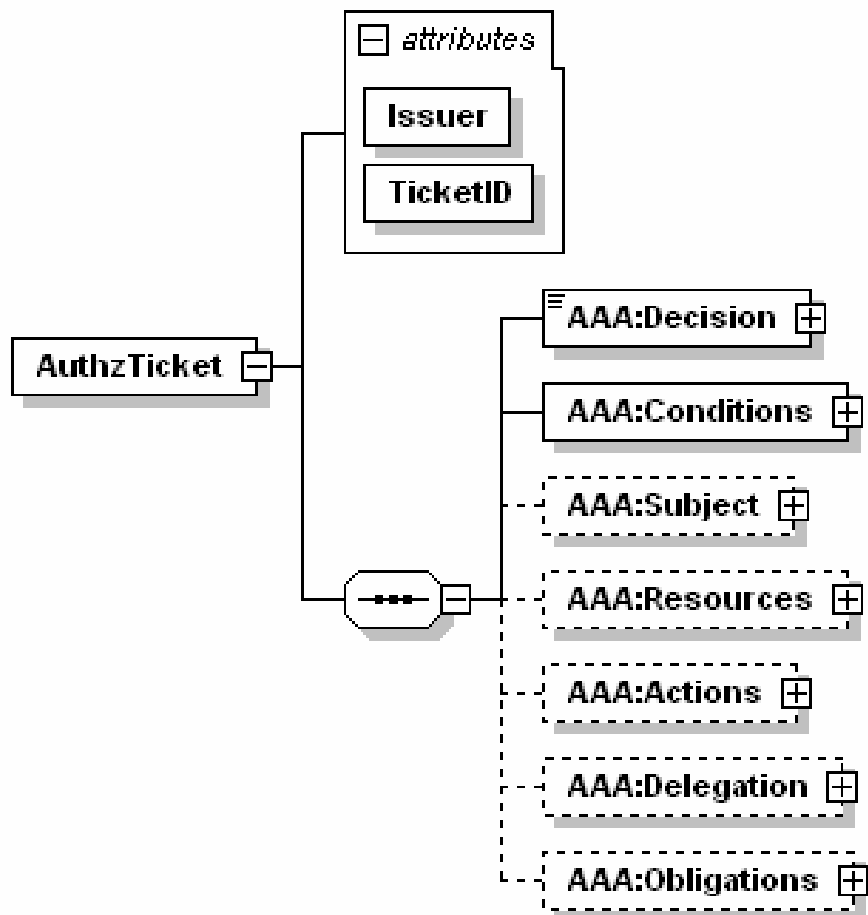 attributes
Issuer
TicketID
AuthzTicket
AAA:Decision
AAA:Conditions
AAA:Subject
AAA:Resources
AAA:Actions
AAA:Delegation
AAA:Obligations